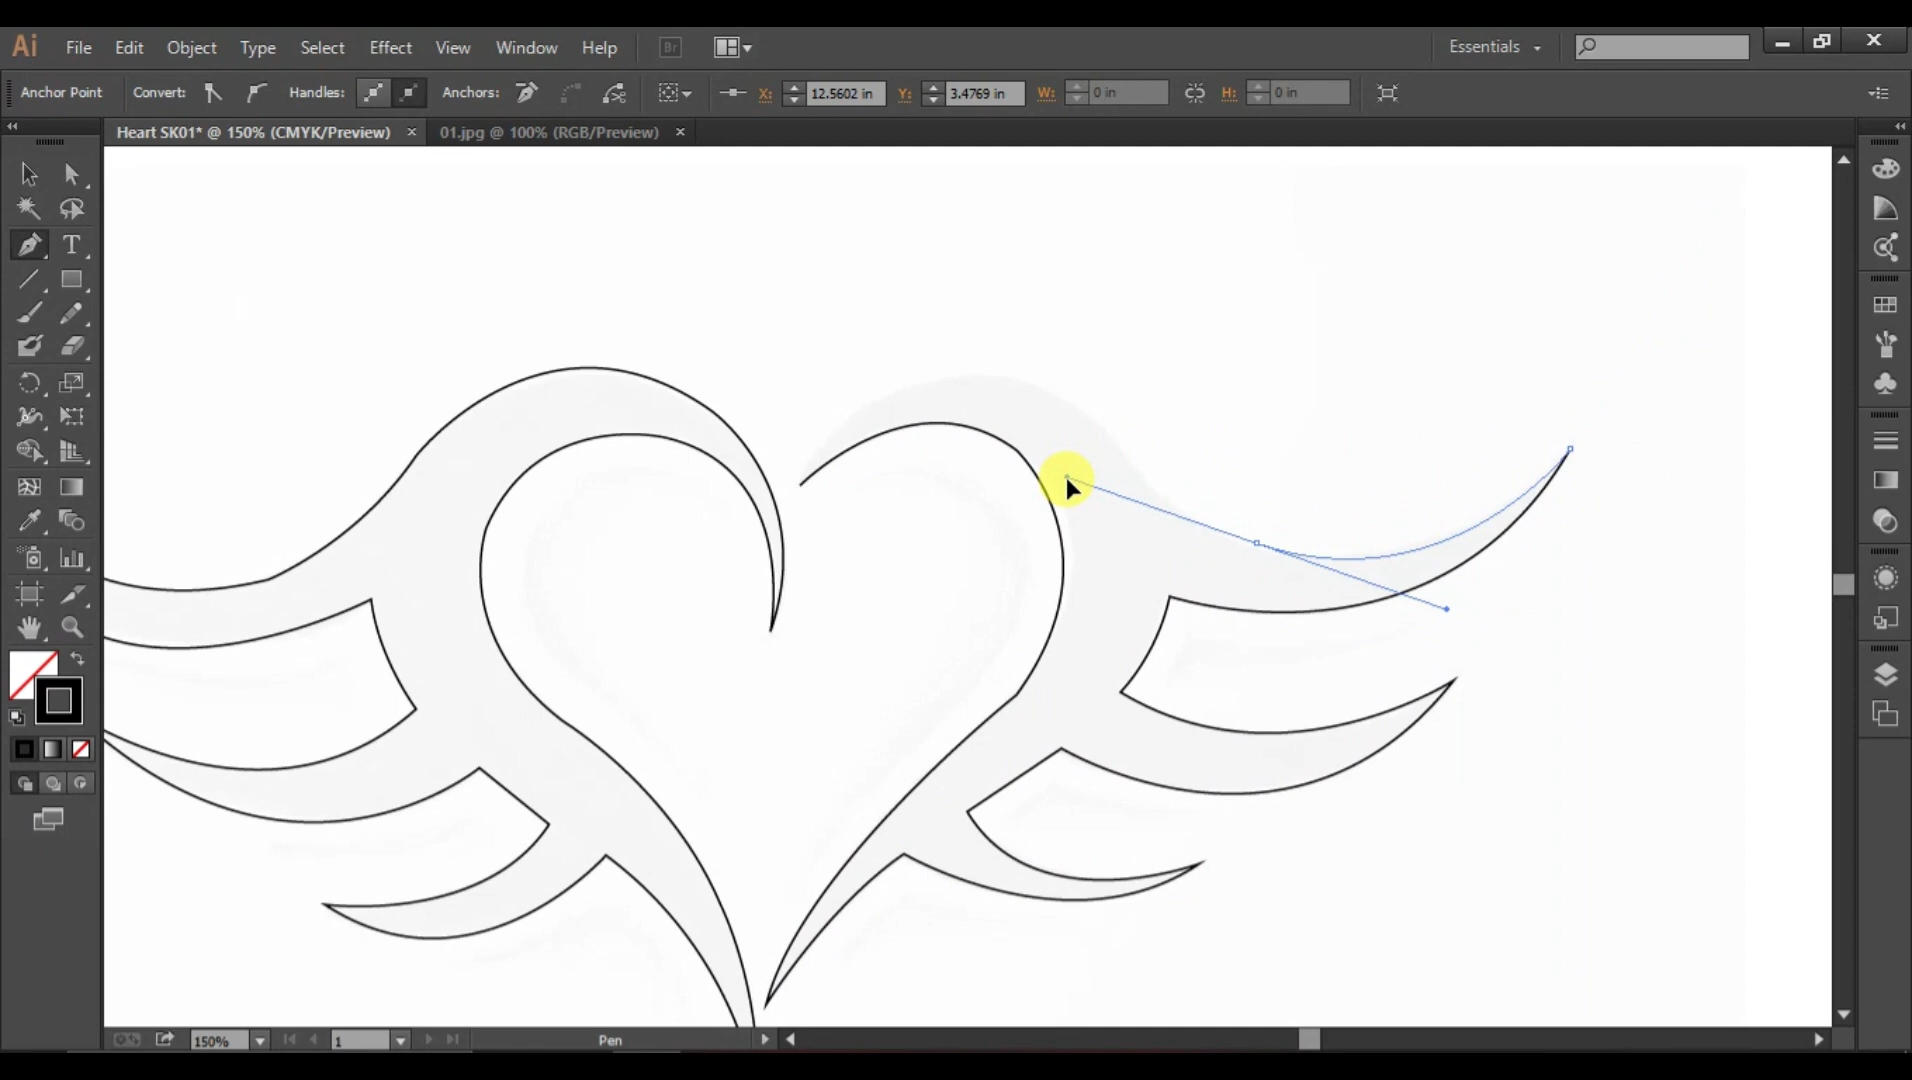 Ai File Edit Object Type Select Effect View Window Help Br Essentials
Anchor Point Convert: Handles: Anchors: X: 12.5602 in Y: 3.4769 in W: 0 in H: 0 in
Heart SK01* @ 150% (CMYK/Preview) × 01.jpg @ 100% (RGB/Preview) ×
T
150% 1 Pen